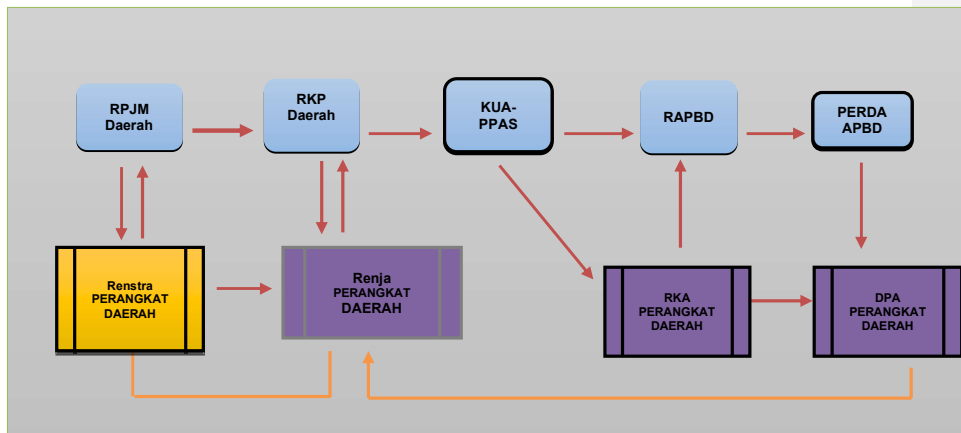 RPJM
Daerah
RKP
Daerah
KUA-
PPAS
RAPBD
PERDA
APBD
Renstra
PERANGKAT
DAERAH
Renja
PERANGKAT
DAERAH
RKA
PERANGKAT
DAERAH
DPA
PERANGKAT
DAERAH